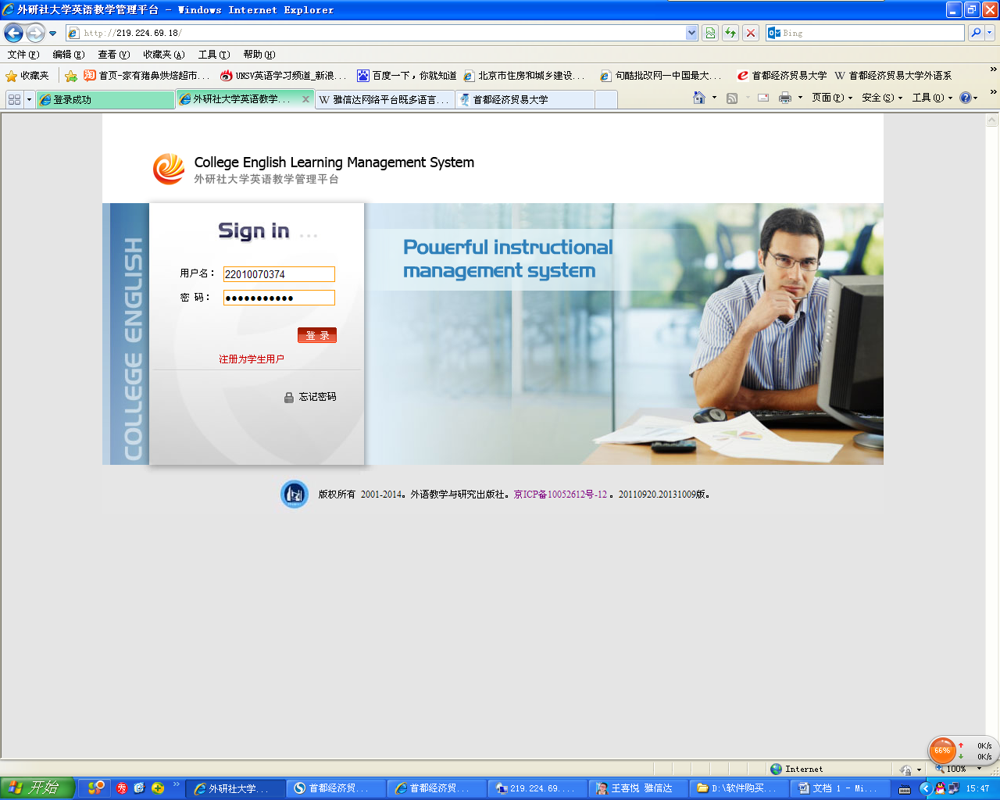 外研社大学英语教学管理平台 - Windows Internet Explorer
http://219.224.69.18/
Bing
文件(F) 编辑(E) 查看(V) 收藏夹(A) 工具(T) 帮助(H)
收藏夹 首页-家有猪鼻烘焙超市... UNSV英语学习频道_新浪... 百度一下，你就知道 北京市住房和城乡建设... 句酷批改网—中国最大... 首都经济贸易大学 首都经济贸易大学外语系
登录成功 外研社大学英语教学... 雅信达网络平台既多语言... 首都经济贸易大学 页面(P) 安全(S) 工具(O)
College English Learning Management System
外研社大学英语教学管理平台
COLLEGE ENGLISH
Sign in ...
用户名： 22010070374
密 码： ●●●●●●●●●●●
登 录
注册为学生用户
忘记密码
Powerful instructional
management system
版权所有 2001-2014。外语教学与研究出版社。京ICP备10052612号-12 。20110920.20131009版。
66% 0K/s
0K/s
Internet 100%
开始 外研社大学... 首都经济贸... 首都经济贸... 219.224.69.... 王喜悦 雅信达 D:\软件购买... 文档 1 - Mi... 15:47